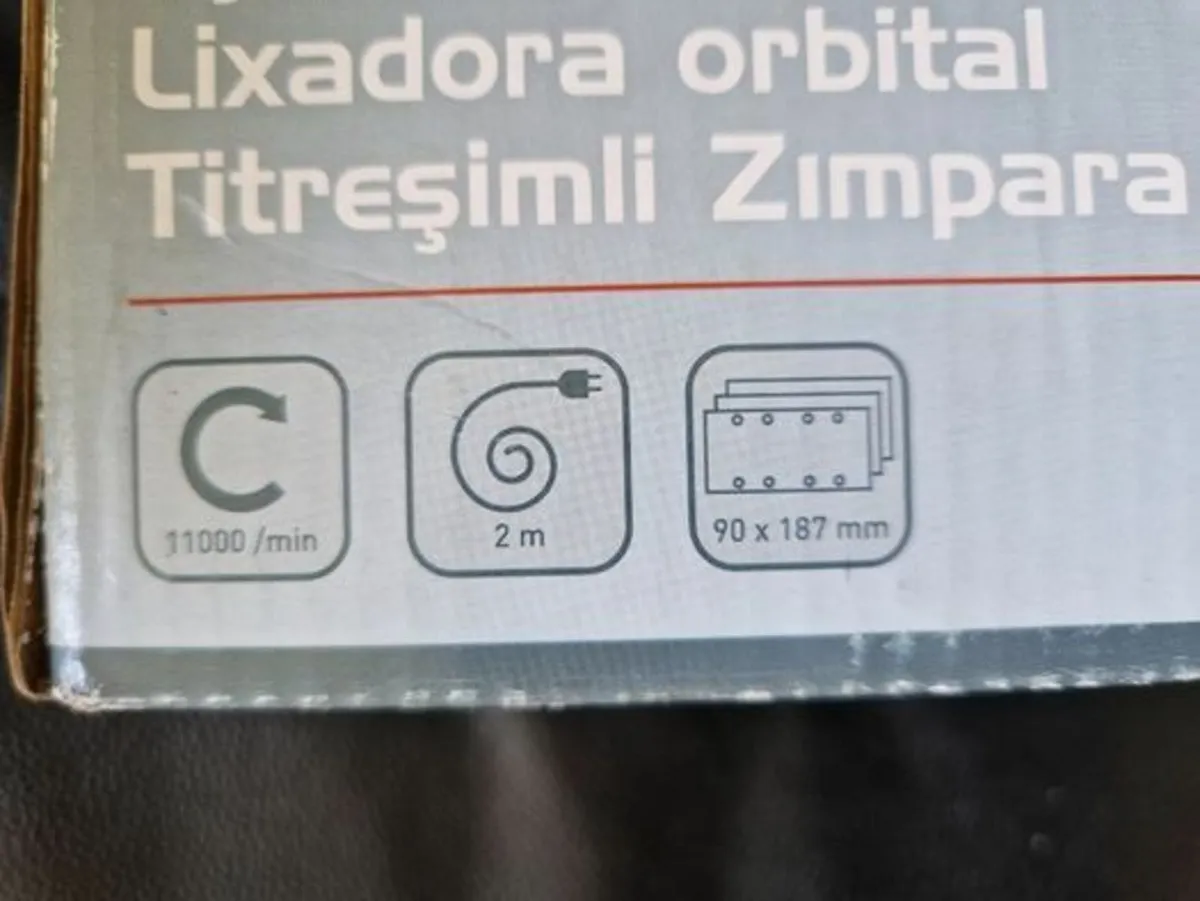 Lixadora orbital
Titreşimli Zımpara
11000 /min
2 m
90 x 187 mm